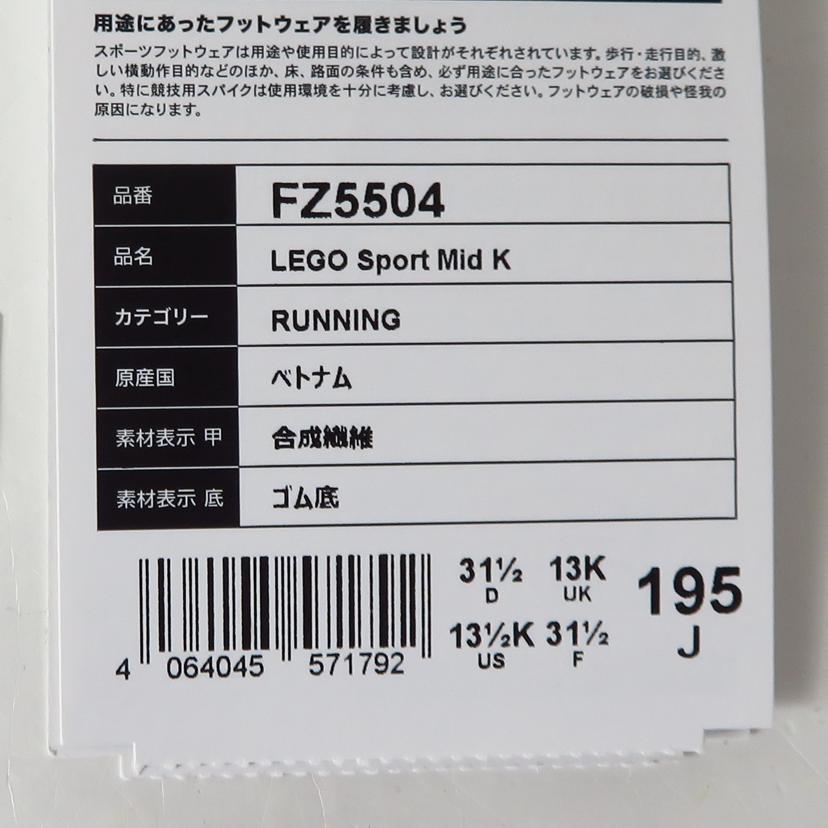 用途にあったフットウェアを履きましょう
スポーツフットウェアは用途や使用目的によって設計がそれぞれされています。歩行・走行目的、激
しい横動作目的などのほか、床、路面の条件も含め、必ず用途に合ったフットウェアをお選びくださ
い。特に競技用スパイクは使用環境を十分に考慮し、お選びください。フットウェアの破損や怪我の
原因になります。
品番 FZ5504
品名 LEGO Sport Mid K
カテゴリー RUNNING
原産国 ベトナム
素材表示 甲 合成繊維
素材表示 底 ゴム底
31½ 13K 195
D UK
13½K 31½ J
US F
4 064045 571792